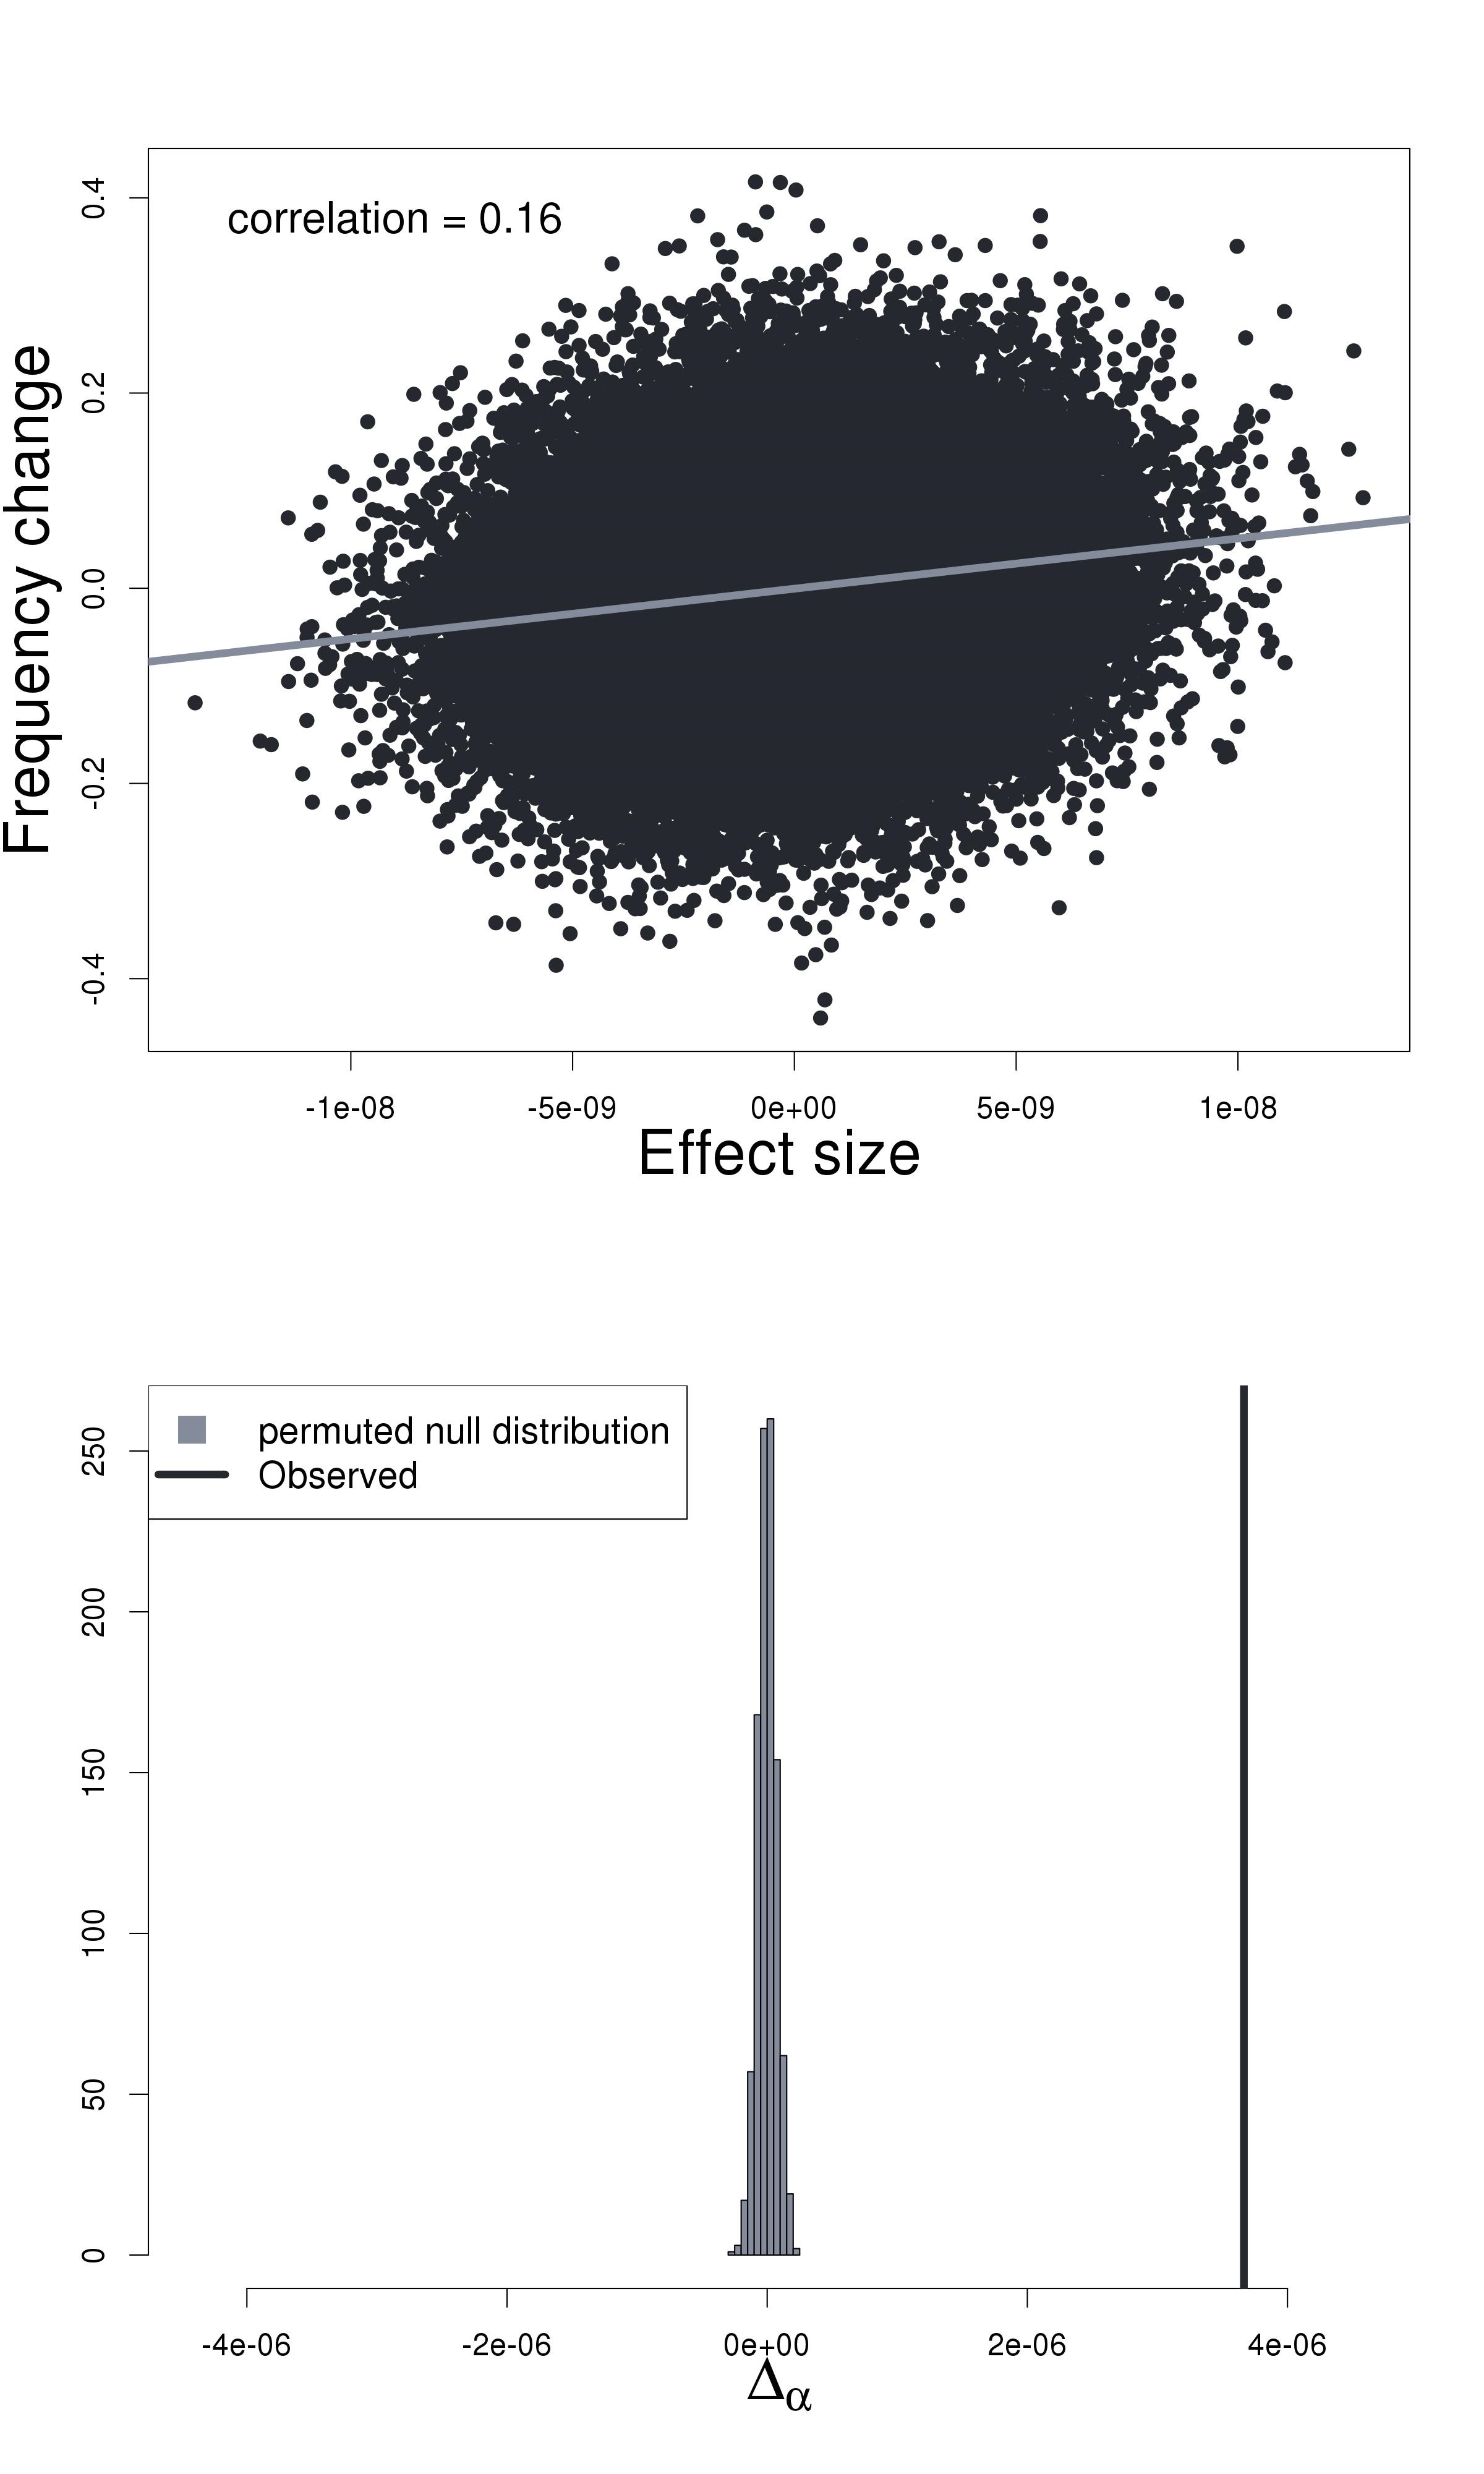 correlation = 0.16
Frequency change
0.4
0.2
0.0
-0.2
-0.4
-1e-08 -5e-09 0e+00 5e-09 1e-08
Effect size
permuted null distribution
Observed
250
200
150
100
50
0
-4e-06 -2e-06 0e+00 2e-06 4e-06
Δα